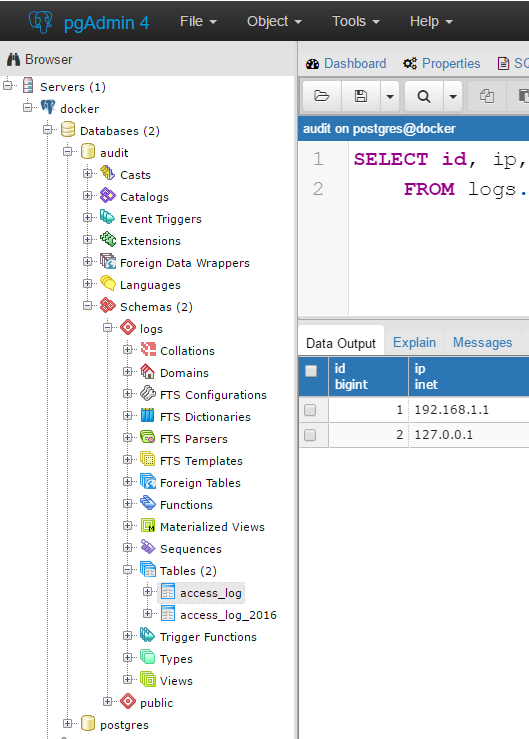 pgAdmin 4 File Object Tools Help
Browser
Servers (1)
docker
Databases (2)
audit
Casts
Catalogs
Event Triggers
Extensions
Foreign Data Wrappers
Languages
Schemas (2)
logs
Collations
Domains
FTS Configurations
FTS Dictionaries
FTS Parsers
FTS Templates
Foreign Tables
Functions
Materialized Views
Sequences
Tables (2)
access_log
access_log_2016
Trigger Functions
Types
Views
public
postgres
Dashboard Properties SQ
audit on postgres@docker
1 SELECT id, ip,
2 FROM logs.
Data Output Explain Messages
id ip
bigint inet
1 192.168.1.1
2 127.0.0.1